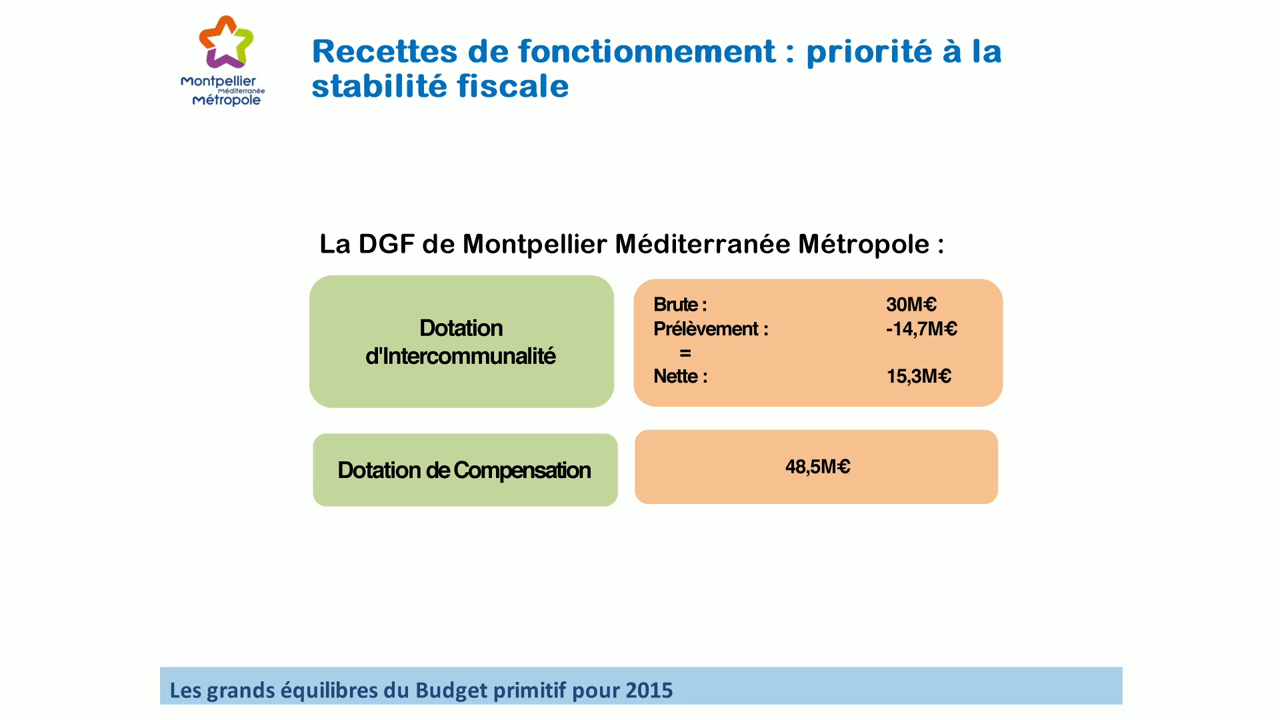 Montpellier
Méditerranée
Métropole
Recettes de fonctionnement : priorité à la
stabilité fiscale
La DGF de Montpellier Méditerranée Métropole :
Dotation
d'Intercommunalité
Brute : 30M€
Prélèvement : -14,7M€
=
Nette : 15,3M€
Dotation de Compensation
48,5M€
Les grands équilibres du Budget primitif pour 2015